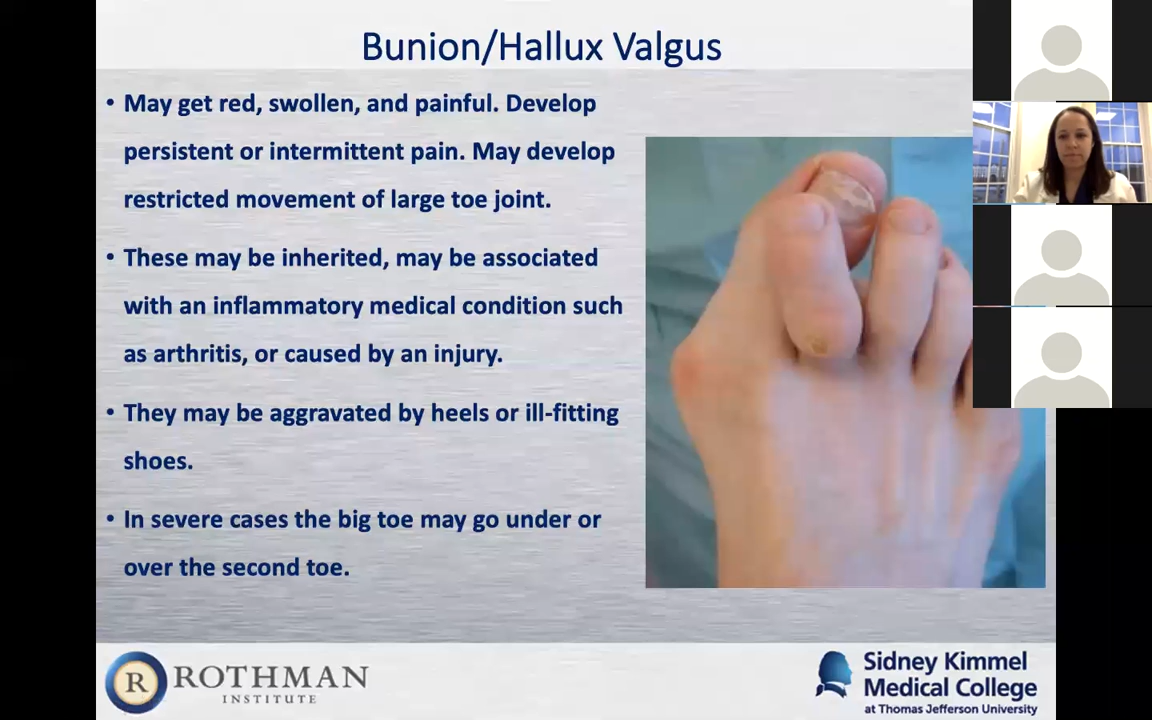 Bunion/Hallux Valgus
• May get red, swollen, and painful. Develop
persistent or intermittent pain. May develop
restricted movement of large toe joint.
• These may be inherited, may be associated
with an inflammatory medical condition such
as arthritis, or caused by an injury.
• They may be aggravated by heels or ill-fitting
shoes.
• In severe cases the big toe may go under or
over the second toe.
R
ROTHMAN
INSTITUTE
Sidney Kimmel
Medical College
at Thomas Jefferson University